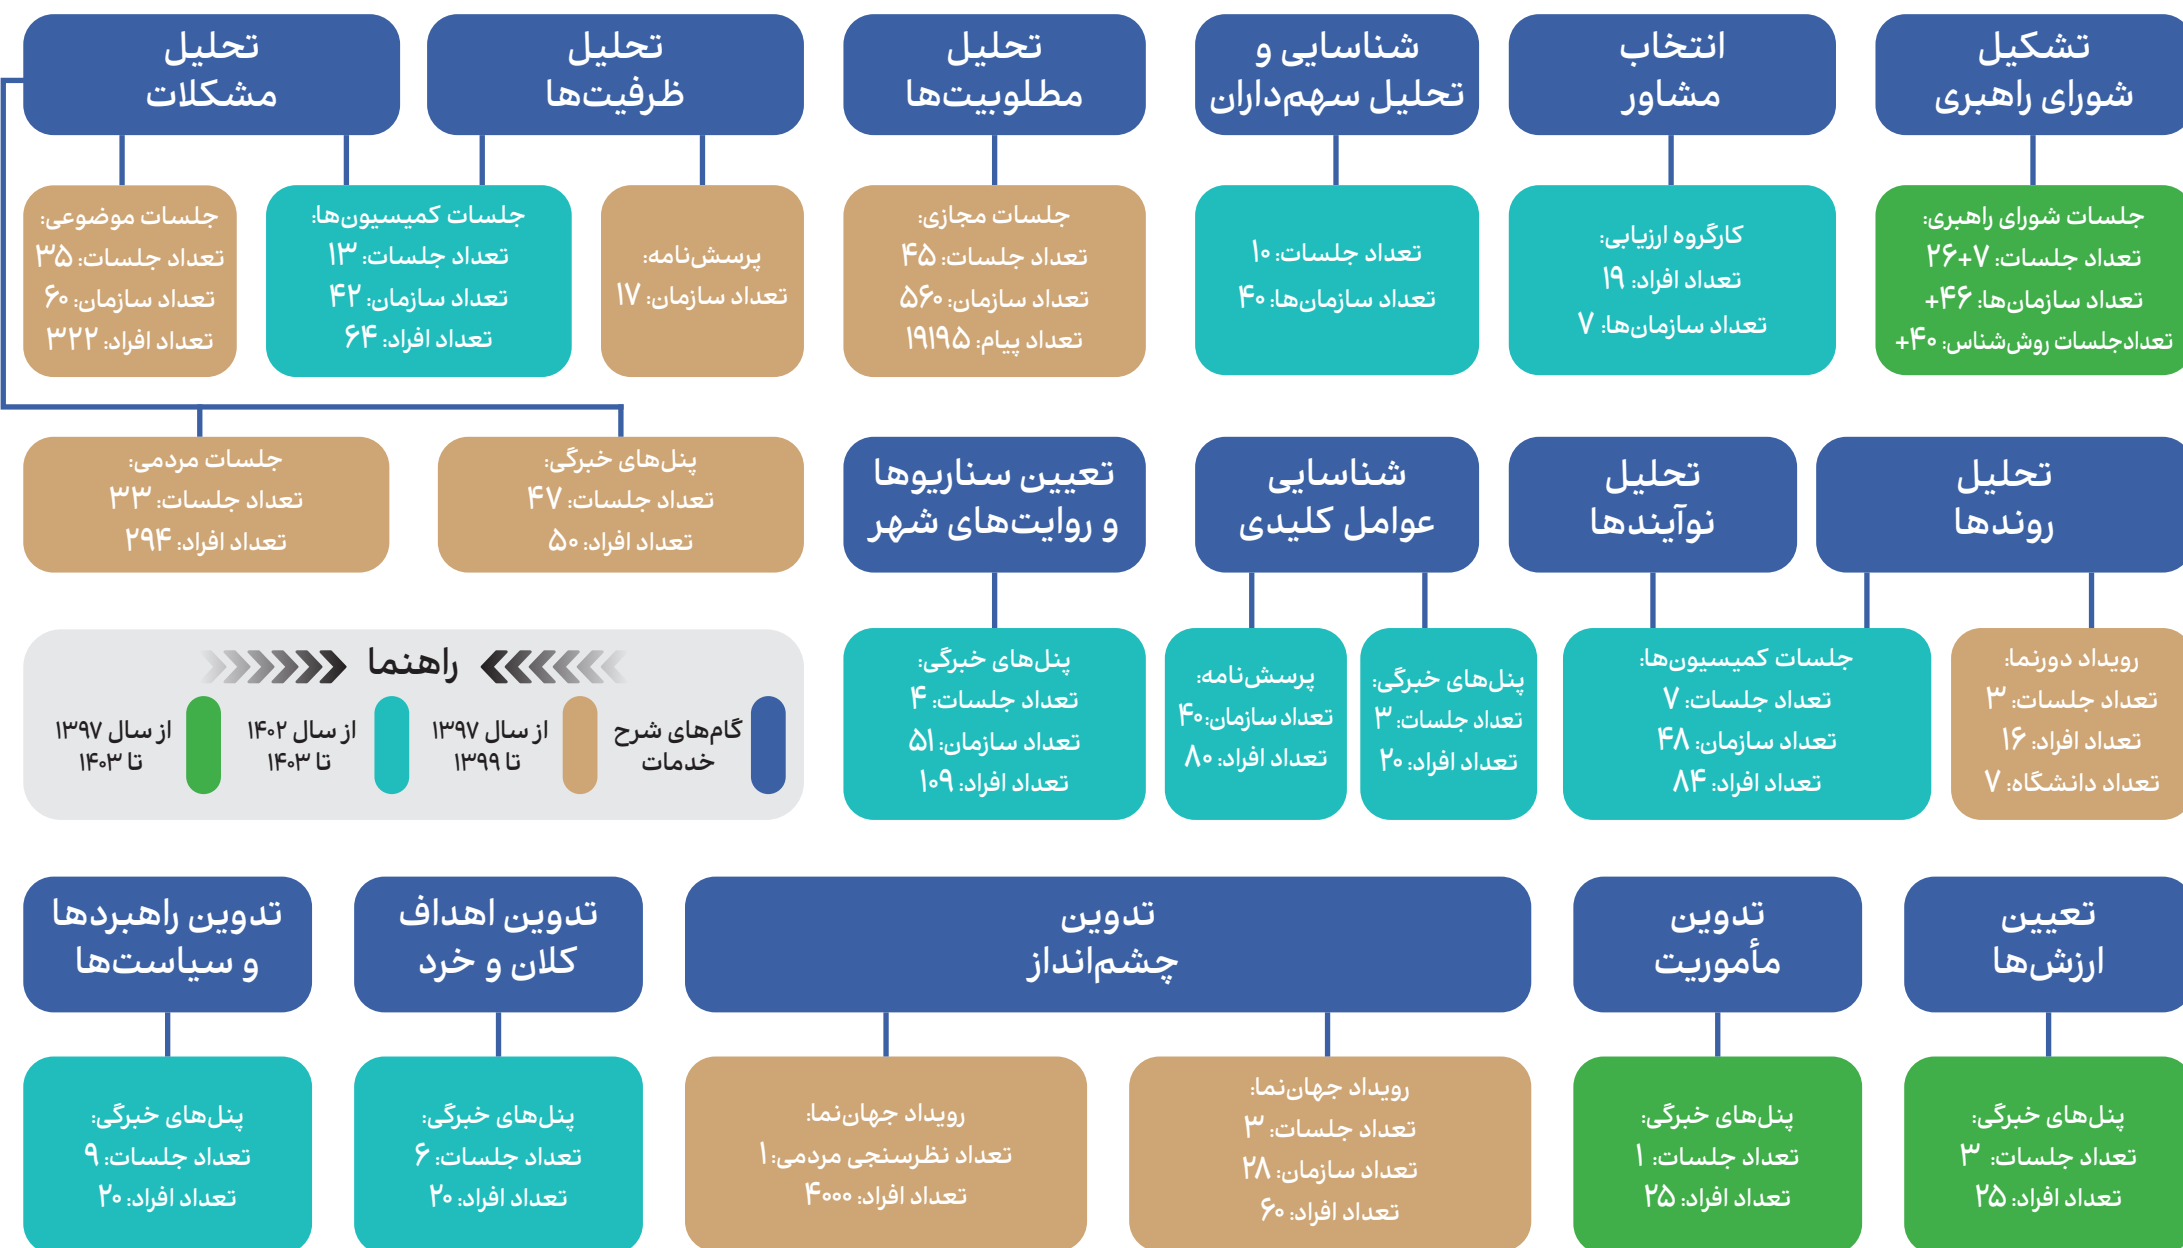 تشکیل
شورای راهبری
جلسات شورای راهبری:
تعداد جلسات: ۷+۲۶
تعداد سازمان‌ها: ۴۶+
تعدادجلسات روش‌شناس: ۴۰+
انتخاب
مشاور
کارگروه ارزیابی:
تعداد افراد: ۱۹
تعداد سازمان‌ها: ۷
شناسایی و
تحلیل سهم‌داران
تعداد جلسات: ۱۰
تعداد سازمان‌ها: ۴۰
تحلیل
مطلوبیت‌ها
جلسات مجازی:
تعداد جلسات: ۴۵
تعداد سازمان: ۵۶۰
تعداد پیام: ۱۹۱۹۵
تحلیل
ظرفیت‌ها
پرسش‌نامه:
تعداد سازمان: ۱۷
جلسات کمیسیون‌ها:
تعداد جلسات: ۱۳
تعداد سازمان: ۴۲
تعداد افراد: ۶۴
تحلیل
مشکلات
جلسات موضوعی:
تعداد جلسات: ۳۵
تعداد سازمان: ۶۰
تعداد افراد: ۳۲۲
پنل‌های خبرگی:
تعداد جلسات: ۴۷
تعداد افراد: ۵۰
جلسات مردمی:
تعداد جلسات: ۳۳
تعداد افراد: ۲۹۴
تحلیل
روندها
رویداد دورنما:
تعداد جلسات: ۳
تعداد افراد: ۱۶
تعداد دانشگاه: ۷
تحلیل
نوآیندها
جلسات کمیسیون‌ها:
تعداد جلسات: ۷
تعداد سازمان: ۴۸
تعداد افراد: ۸۴
شناسایی
عوامل کلیدی
پنل‌های خبرگی:
تعداد جلسات: ۳
تعداد افراد: ۲۰
پرسش‌نامه:
تعداد سازمان:۴۰
تعداد افراد: ۸۰
تعیین سناریوها
و روایت‌های شهر
پنل‌های خبرگی:
تعداد جلسات: ۴
تعداد سازمان: ۵۱
تعداد افراد: ۱۰۹
راهنما
گام‌های شرح
خدمات
از سال ۱۳۹۷
تا ۱۳۹۹
از سال ۱۴۰۲
تا ۱۴۰۳
از سال ۱۳۹۷
تا ۱۴۰۳
تعیین
ارزش‌ها
پنل‌های خبرگی:
تعداد جلسات: ۳
تعداد افراد: ۲۵
تدوین
مأموریت
پنل‌های خبرگی:
تعداد جلسات: ۱
تعداد افراد: ۲۵
تدوین
چشم‌انداز
رویداد جهان‌نما:
تعداد جلسات: ۳
تعداد سازمان: ۲۸
تعداد افراد: ۶۰
رویداد جهان‌نما:
تعداد نظرسنجی مردمی: ۱
تعداد افراد: ۴۰۰۰
تدوین اهداف
کلان و خرد
پنل‌های خبرگی:
تعداد جلسات: ۶
تعداد افراد: ۲۰
تدوین راهبردها
و سیاست‌ها
پنل‌های خبرگی:
تعداد جلسات: ۹
تعداد افراد: ۲۰